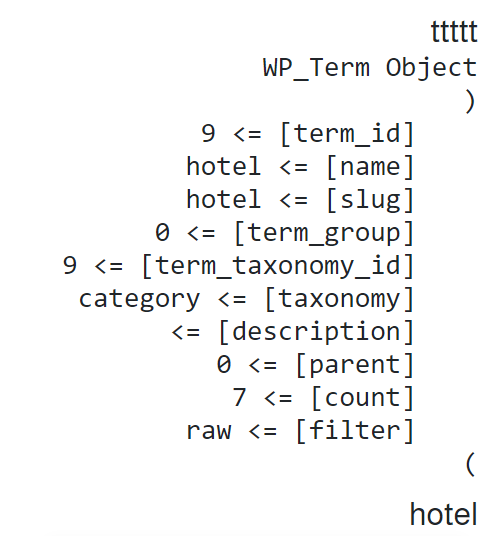 ttttt
WP_Term Object
)
9 <= [term_id]
hotel <= [name]
hotel <= [slug]
0 <= [term_group]
9 <= [term_taxonomy_id]
category <= [taxonomy]
<= [description]
0 <= [parent]
7 <= [count]
raw <= [filter]
(
hotel